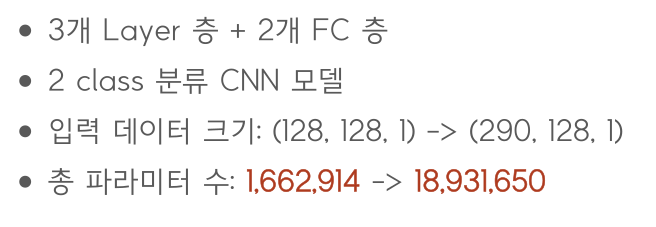 • 3개 Layer 층 + 2개 FC 층
• 2 class 분류 CNN 모델
• 입력 데이터 크기: (128, 128, 1) -> (290, 128, 1)
• 총 파라미터 수: 1,662,914 -> 18,931,650